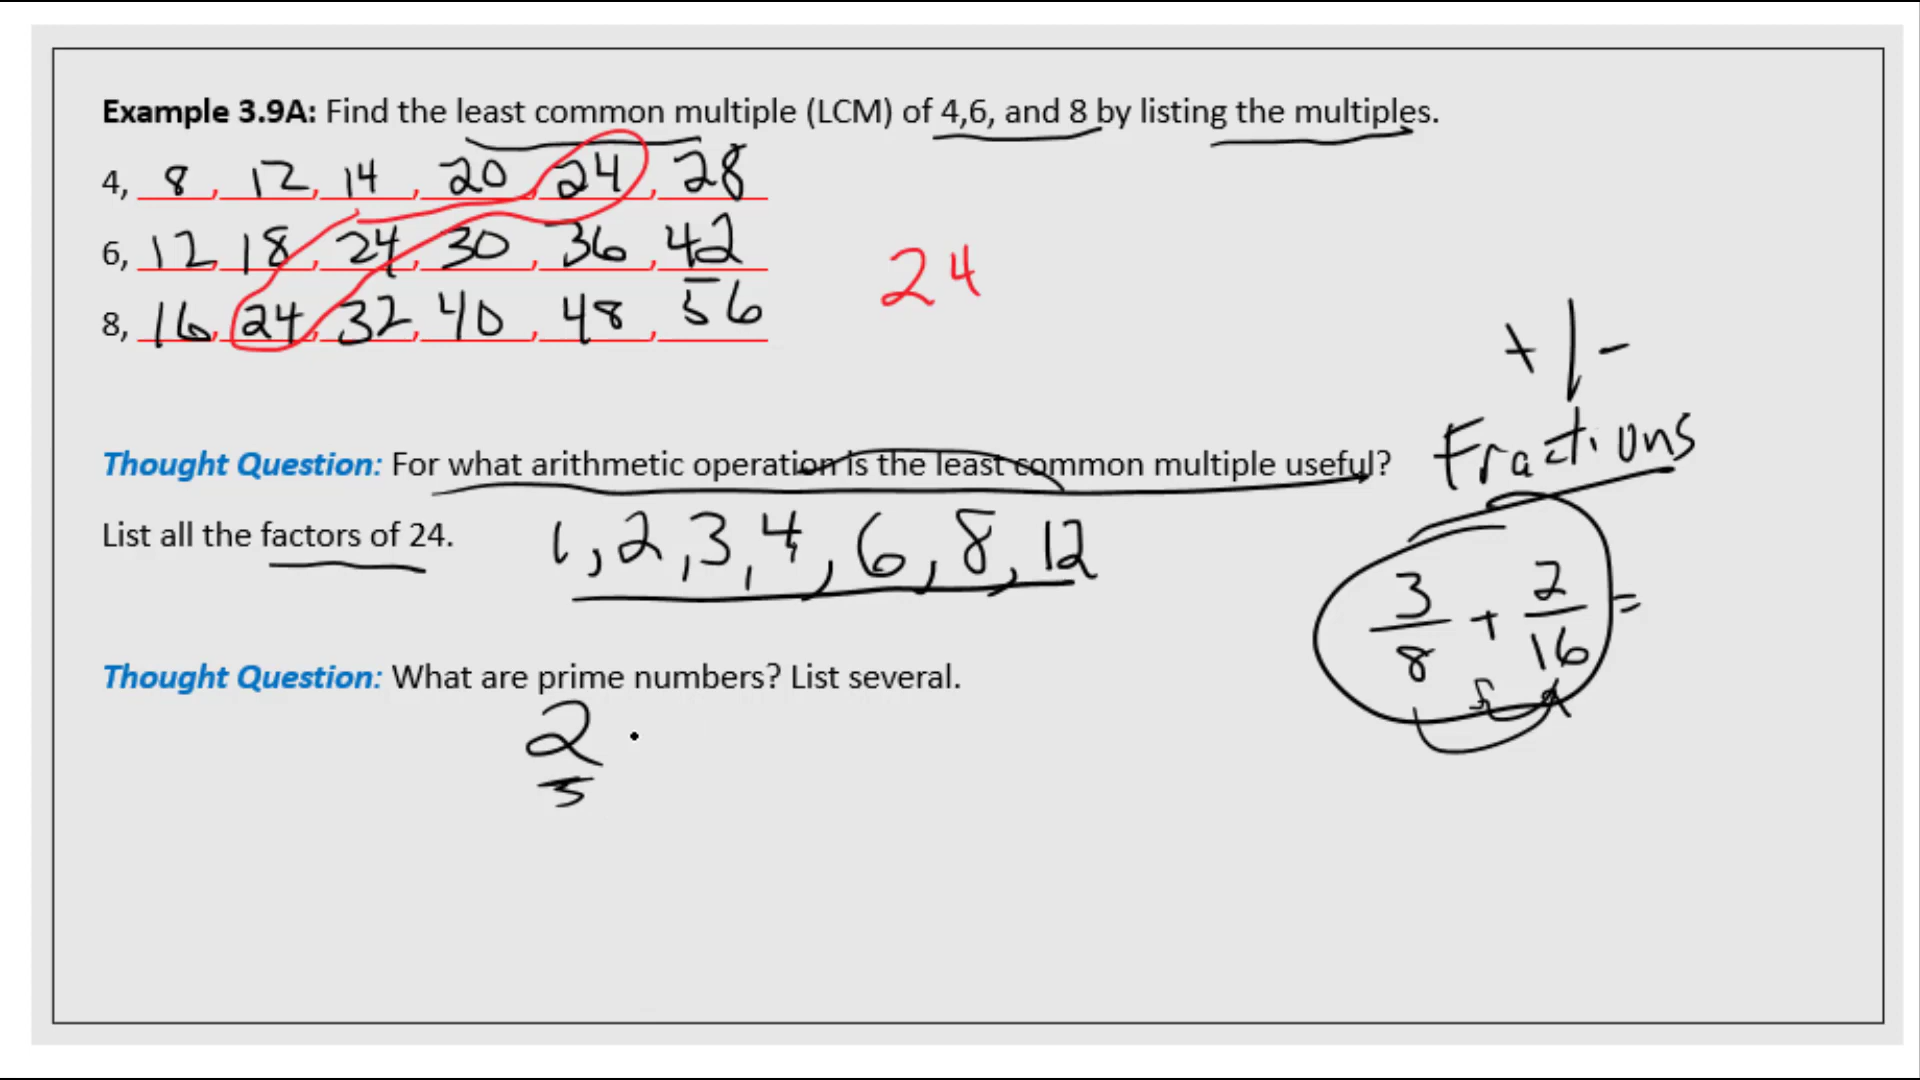 Example 3.9A: Find the least common multiple (LCM) of 4,6, and 8 by listing the multiples.
4, 8, 12, 14, 20, 24, 28
6, 12, 18, 24, 30, 36, 42
8, 16, 24, 32, 40, 48, 56
24
+ | -
Fractions
Thought Question: For what arithmetic operation is the least common multiple useful?
List all the factors of 24.
1, 2, 3, 4, 6, 8, 12
3/8 + 2/16 =
Thought Question: What are prime numbers? List several.
2